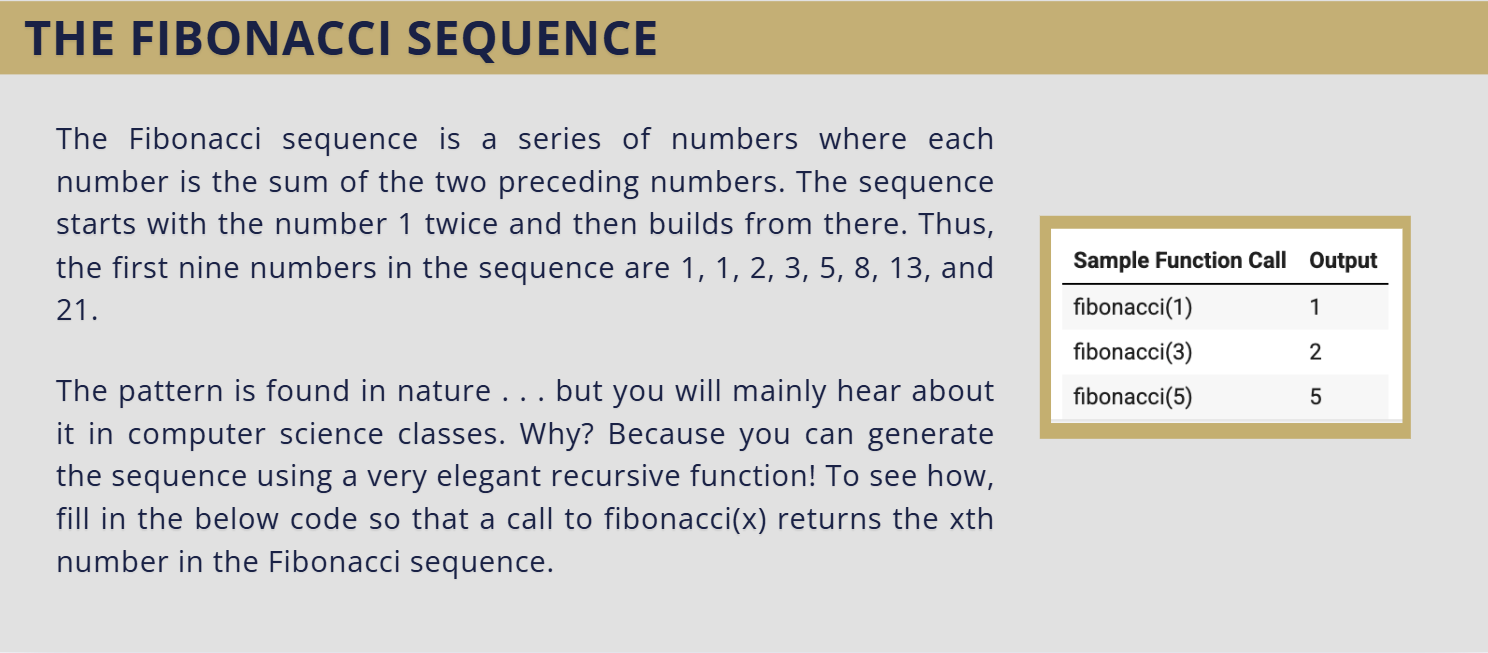 THE FIBONACCI SEQUENCE
The Fibonacci sequence is a series of numbers where each
number is the sum of the two preceding numbers. The sequence
starts with the number 1 twice and then builds from there. Thus,
the first nine numbers in the sequence are 1, 1, 2, 3, 5, 8, 13, and
21.
The pattern is found in nature . . . but you will mainly hear about
it in computer science classes. Why? Because you can generate
the sequence using a very elegant recursive function! To see how,
fill in the below code so that a call to fibonacci(x) returns the xth
number in the Fibonacci sequence.
Sample Function Call Output
fibonacci(1) 1
fibonacci(3) 2
fibonacci(5) 5